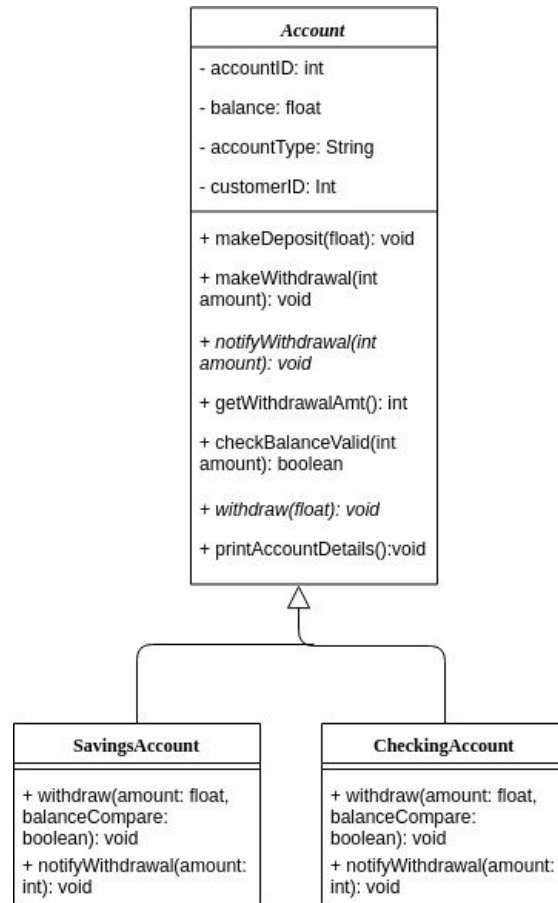 Account
- accountID: int
- balance: float
- accountType: String
- customerID: Int
+ makeDeposit(float): void
+ makeWithdrawal(int
amount): void
+ notifyWithdrawal(int
amount): void
+ getWithdrawalAmt(): int
+ checkBalanceValid(int
amount): boolean
+ withdraw(float): void
+ printAccountDetails():void
SavingsAccount
+ withdraw(amount: float,
balanceCompare:
boolean): void
+ notifyWithdrawal(amount:
int): void
CheckingAccount
+ withdraw(amount: float,
balanceCompare:
boolean): void
+ notifyWithdrawal(amount:
int): void